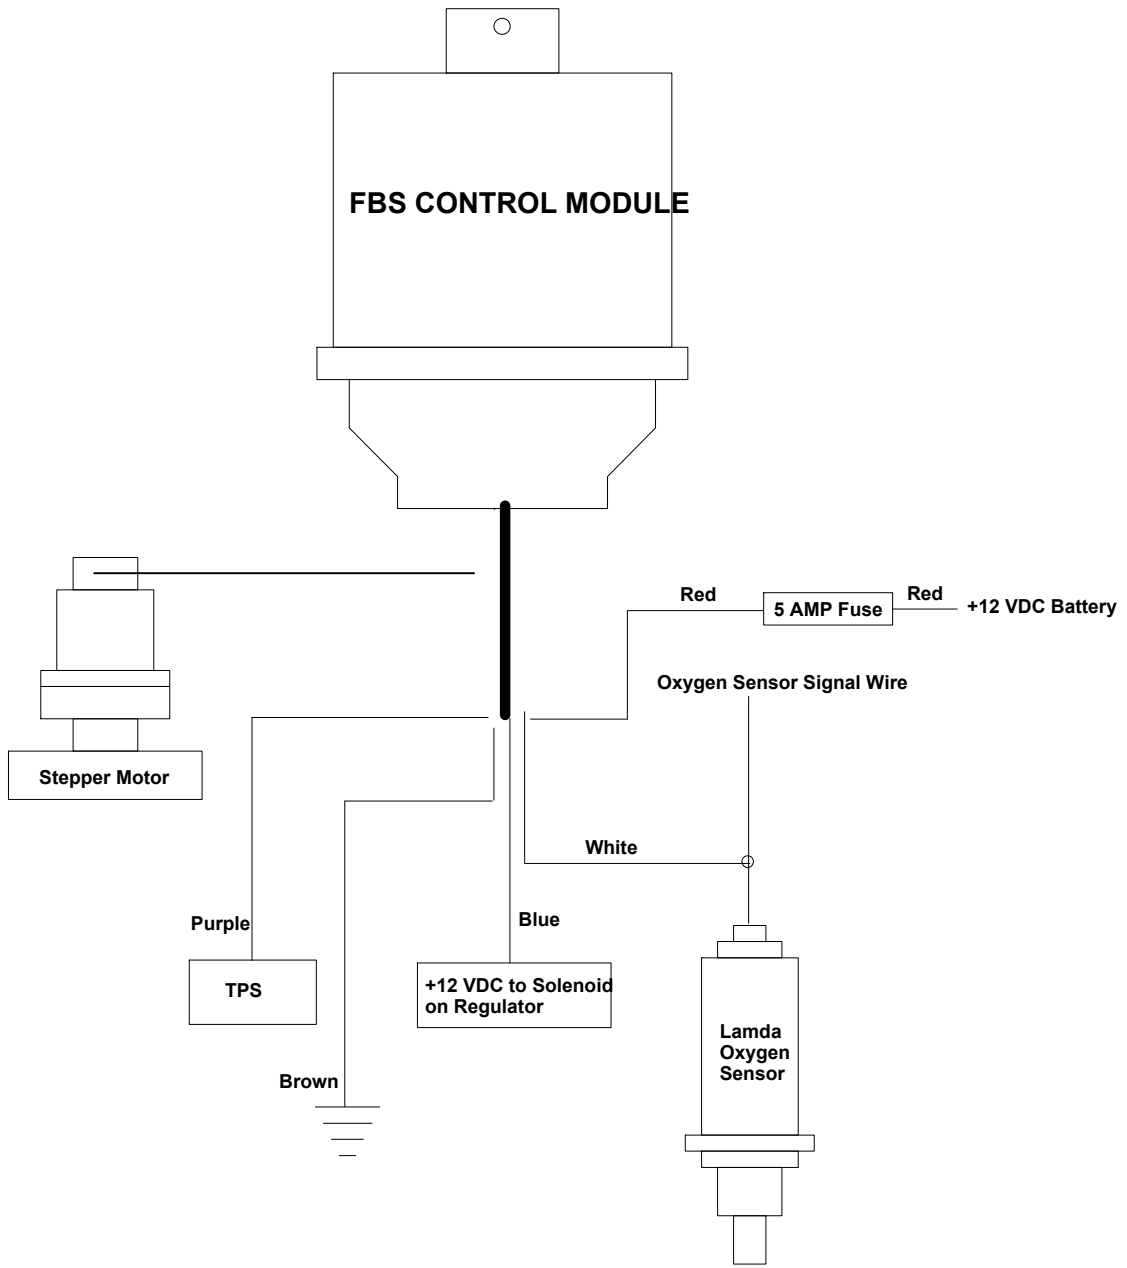 FBS CONTROL MODULE
Red
5 AMP Fuse
Red
+12 VDC Battery
Oxygen Sensor Signal Wire
Stepper Motor
White
Purple
Blue
TPS
+12 VDC to Solenoid
on Regulator
Lamda
Oxygen
Sensor
Brown